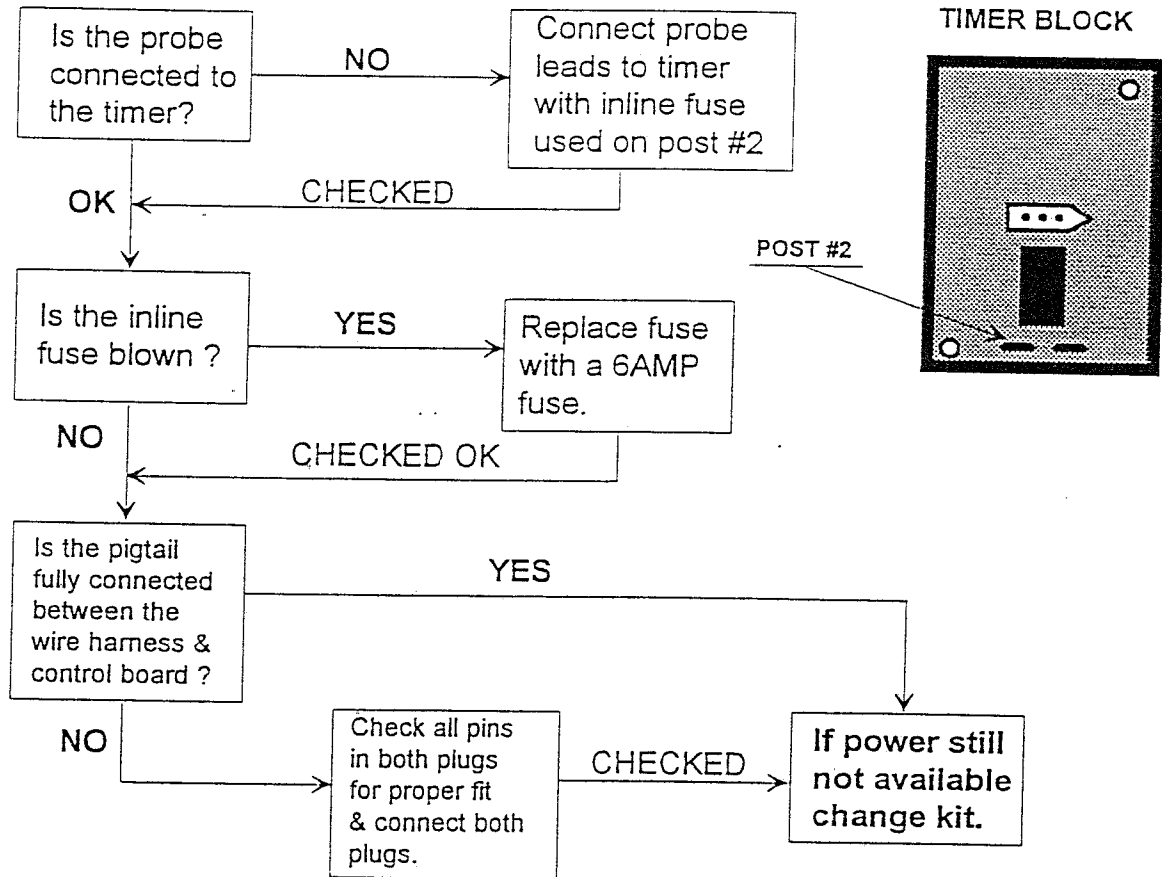 TIMER BLOCK
Is the probe
connected to
the timer?
NO
Connect probe
leads to timer
with inline fuse
used on post #2
OK
CHECKED
POST #2
Is the inline
fuse blown ?
YES
Replace fuse
with a 6AMP
fuse.
NO
CHECKED OK
Is the pigtail
fully connected
between the
wire harness &
control board ?
YES
NO
Check all pins
in both plugs
for proper fit
& connect both
plugs.
CHECKED
If power still
not available
change kit.